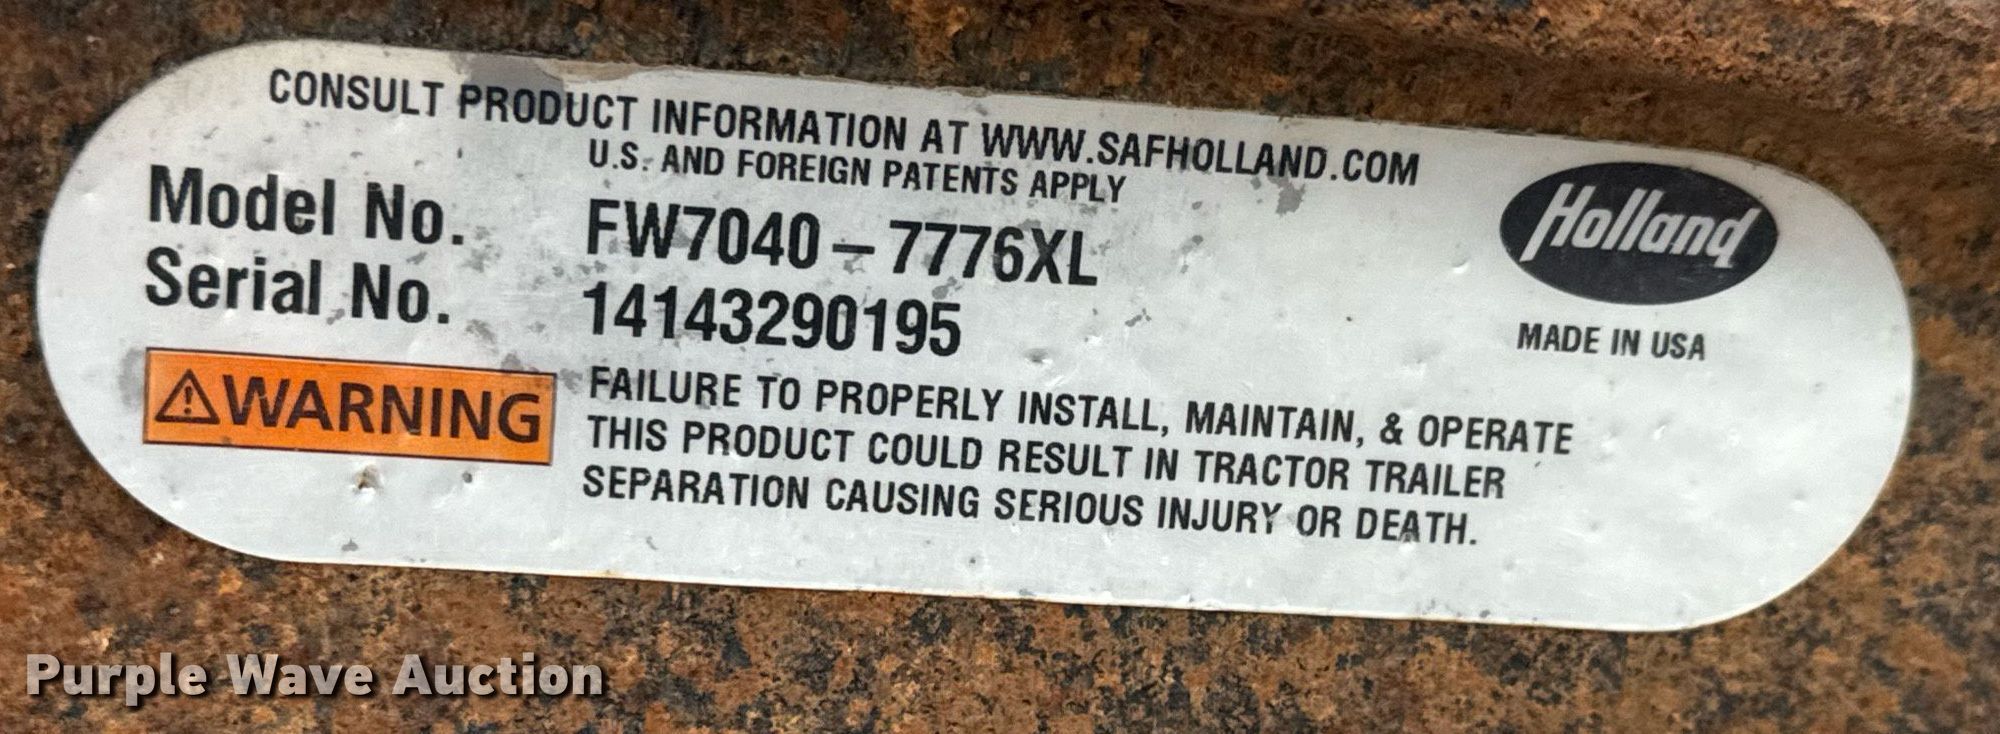 CONSULT PRODUCT INFORMATION AT WWW.SAFHOLLAND.COM
U.S. AND FOREIGN PATENTS APPLY
Model No. FW7040-7776XL
Serial No. 14143290195
Holland
MADE IN USA
⚠WARNING
FAILURE TO PROPERLY INSTALL, MAINTAIN, & OPERATE
THIS PRODUCT COULD RESULT IN TRACTOR TRAILER
SEPARATION CAUSING SERIOUS INJURY OR DEATH.
Purple Wave Auction